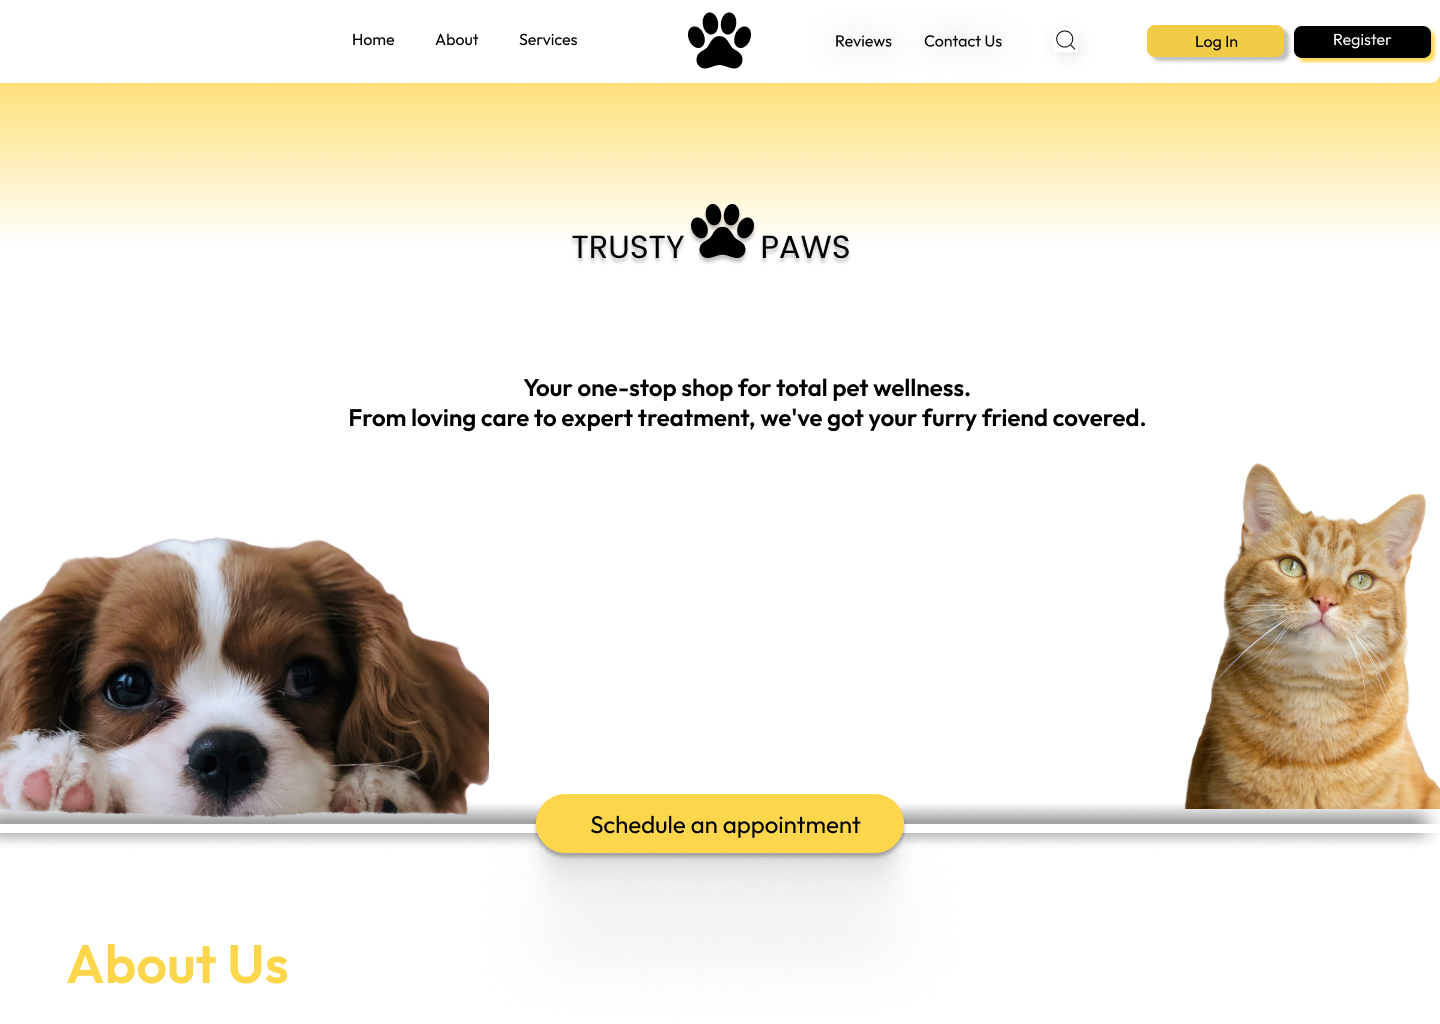 Home
About
Services
Reviews
Contact Us
Log In
Register
TRUSTY PAWS
Your one-stop shop for total pet wellness.
From loving care to expert treatment, we've got your furry friend covered.
Schedule an appointment
About Us